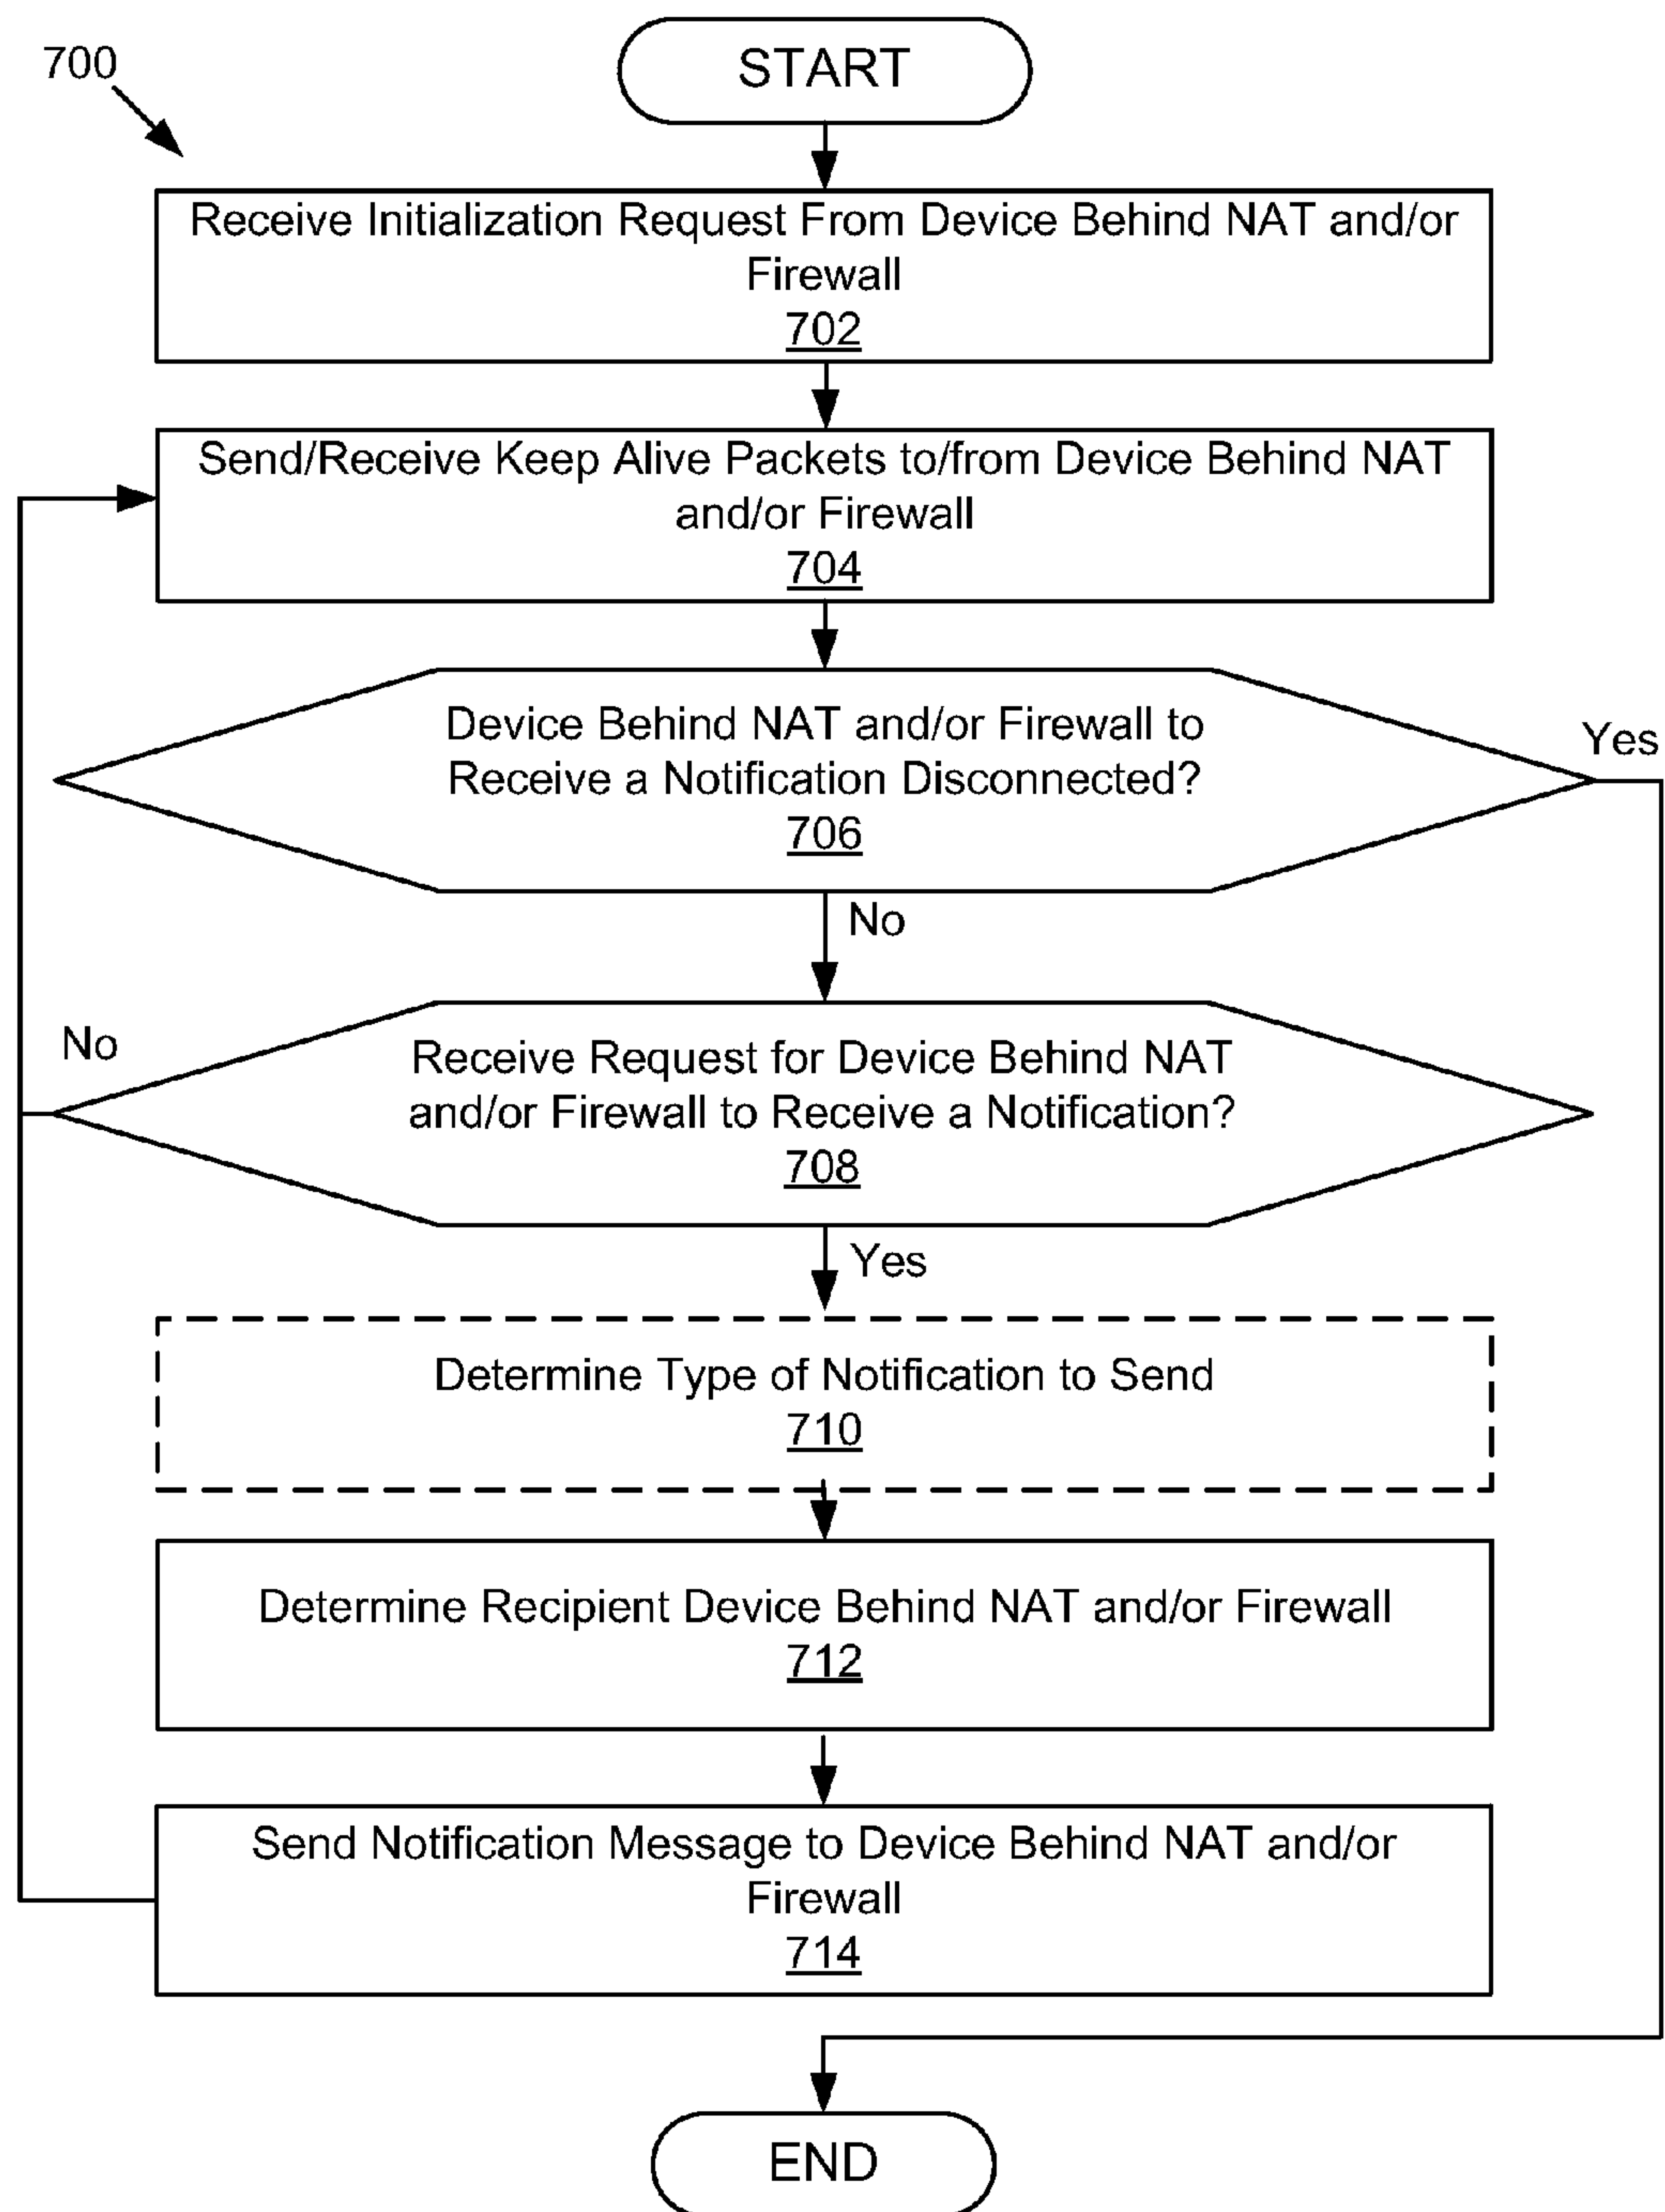 700
START
Receive Initialization Request From Device Behind NAT and/or
Firewall
702
Send/Receive Keep Alive Packets to/from Device Behind NAT
and/or Firewall
704
Device Behind NAT and/or Firewall to
Receive a Notification Disconnected?
706
Yes
No
No
Receive Request for Device Behind NAT
and/or Firewall to Receive a Notification?
708
Yes
Determine Type of Notification to Send
710
Determine Recipient Device Behind NAT and/or Firewall
712
Send Notification Message to Device Behind NAT and/or
Firewall
714
END